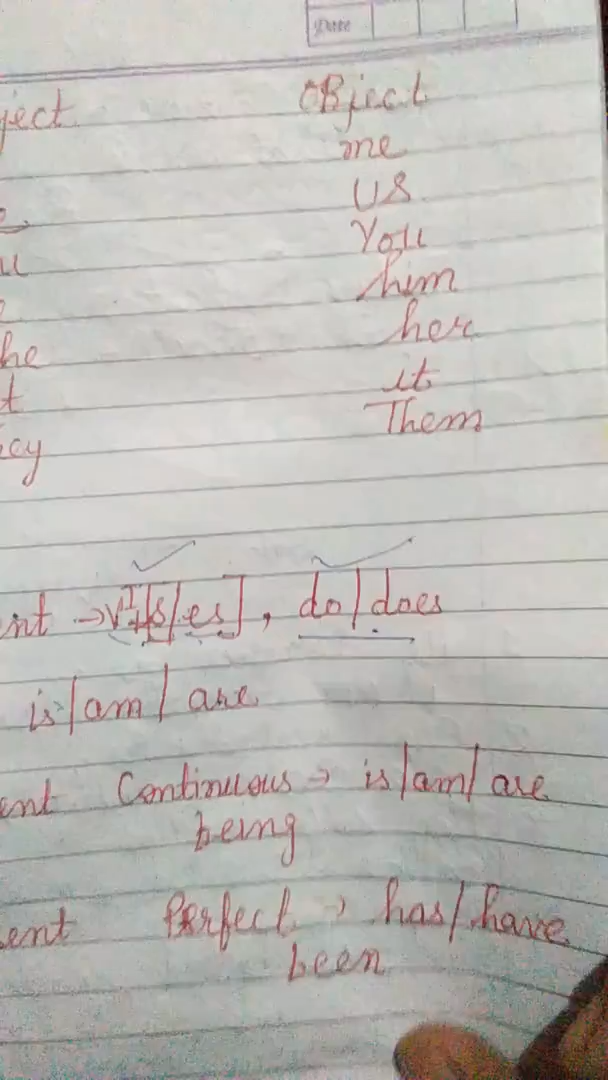 Date
ject OBject
me
us
You
him
he her
t it
ey Them
nt → V¹+[s/es], do/does
is/am/are
ent Continuous → is/am/are
being
ent Perfect → has/have
been